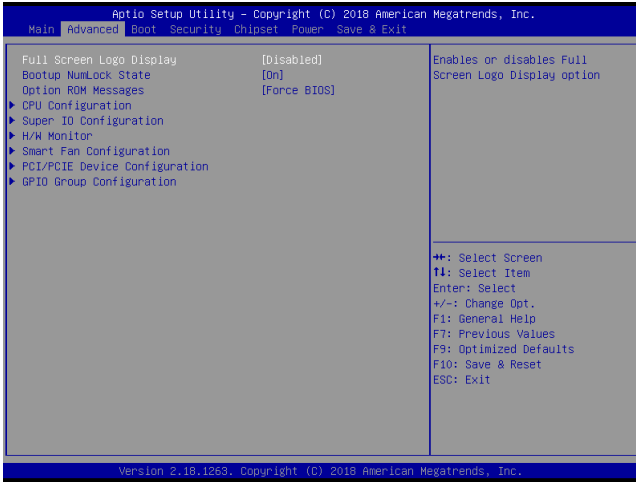 Aptio Setup Utility – Copyright (C) 2018 American Megatrends, Inc.
Main Advanced Boot Security Chipset Power Save & Exit
Full Screen Logo Display [Disabled]
Bootup NumLock State [On]
Option ROM Messages [Force BIOS]
CPU Configuration
Super IO Configuration
H/W Monitor
Smart Fan Configuration
PCI/PCIE Device Configuration
GPIO Group Configuration
Enables or disables Full
Screen Logo Display option
→←: Select Screen
↑↓: Select Item
Enter: Select
+/-: Change Opt.
F1: General Help
F7: Previous Values
F9: Optimized Defaults
F10: Save & Reset
ESC: Exit
Version 2.18.1263. Copyright (C) 2018 American Megatrends, Inc.